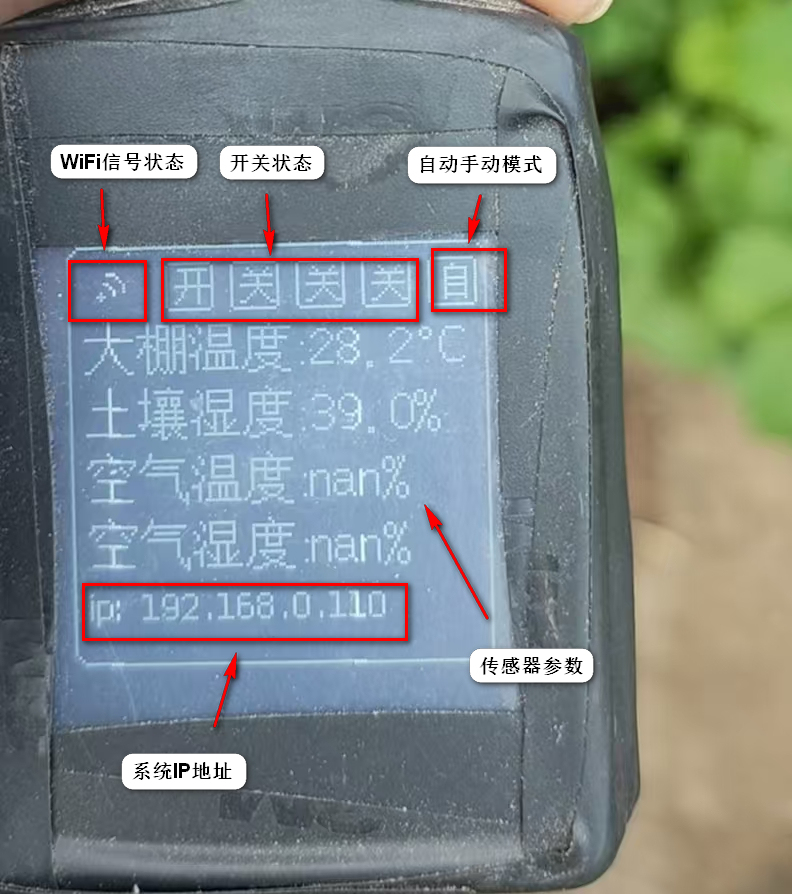 WiFi信号状态
开关状态
自动手动模式
开 关 关 关 自
大棚温度:28.2°C
土壤湿度:39.0%
空气温度:nan%
空气湿度:nan%
ip: 192.168.0.110
传感器参数
系统IP地址